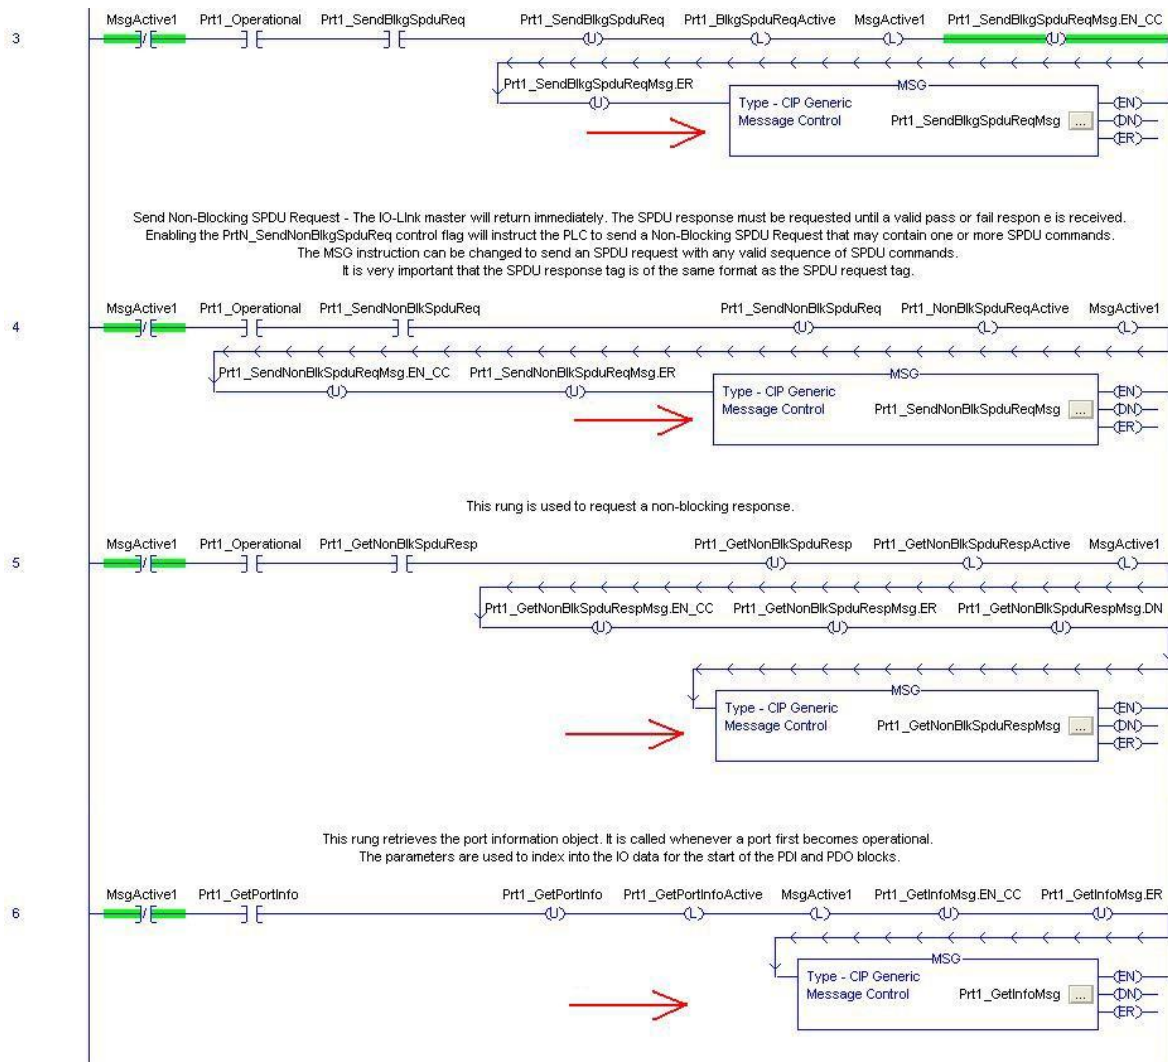 MsgActive1 Prt1_Operational Prt1_SendBlkgSpduReq Prt1_SendBlkgSpduReq Prt1_BlkgSpduReqActive MsgActive1 Prt1_SendBlkgSpduReqMsg.EN_CC
3 U L L U
Prt1_SendBlkgSpduReqMsg.ER MSG
U Type - CIP Generic EN
Message Control Prt1_SendBlkgSpduReqMsg ... DN
ER
Send Non-Blocking SPDU Request - The IO-LInk master will return immediately. The SPDU response must be requested until a valid pass or fail respon e is received.
Enabling the PrtN_SendNonBlkgSpduReq control flag will instruct the PLC to send a Non-Blocking SPDU Request that may contain one or more SPDU commands.
The MSG instruction can be changed to send an SPDU request with any valid sequence of SPDU commands.
It is very important that the SPDU response tag is of the same format as the SPDU request tag.
MsgActive1 Prt1_Operational Prt1_SendNonBlkSpduReq Prt1_SendNonBlkSpduReq Prt1_NonBlkSpduReqActive MsgActive1
4 U L L
Prt1_SendNonBlkSpduReqMsg.EN_CC Prt1_SendNonBlkSpduReqMsg.ER MSG
U U Type - CIP Generic EN
Message Control Prt1_SendNonBlkSpduReqMsg ... DN
ER
This rung is used to request a non-blocking response.
MsgActive1 Prt1_Operational Prt1_GetNonBlkSpduResp Prt1_GetNonBlkSpduResp Prt1_GetNonBlkSpduRespActive MsgActive1
5 U L L
Prt1_GetNonBlkSpduRespMsg.EN_CC Prt1_GetNonBlkSpduRespMsg.ER Prt1_GetNonBlkSpduRespMsg.DN
U U U
MSG
Type - CIP Generic EN
Message Control Prt1_GetNonBlkSpduRespMsg ... DN
ER
This rung retrieves the port information object. It is called whenever a port first becomes operational.
The parameters are used to index into the IO data for the start of the PDI and PDO blocks.
MsgActive1 Prt1_GetPortInfo Prt1_GetPortInfo Prt1_GetPortInfoActive MsgActive1 Prt1_GetInfoMsg.EN_CC Prt1_GetInfoMsg.ER
6 U L L U U
MSG
Type - CIP Generic EN
Message Control Prt1_GetInfoMsg ... DN
ER